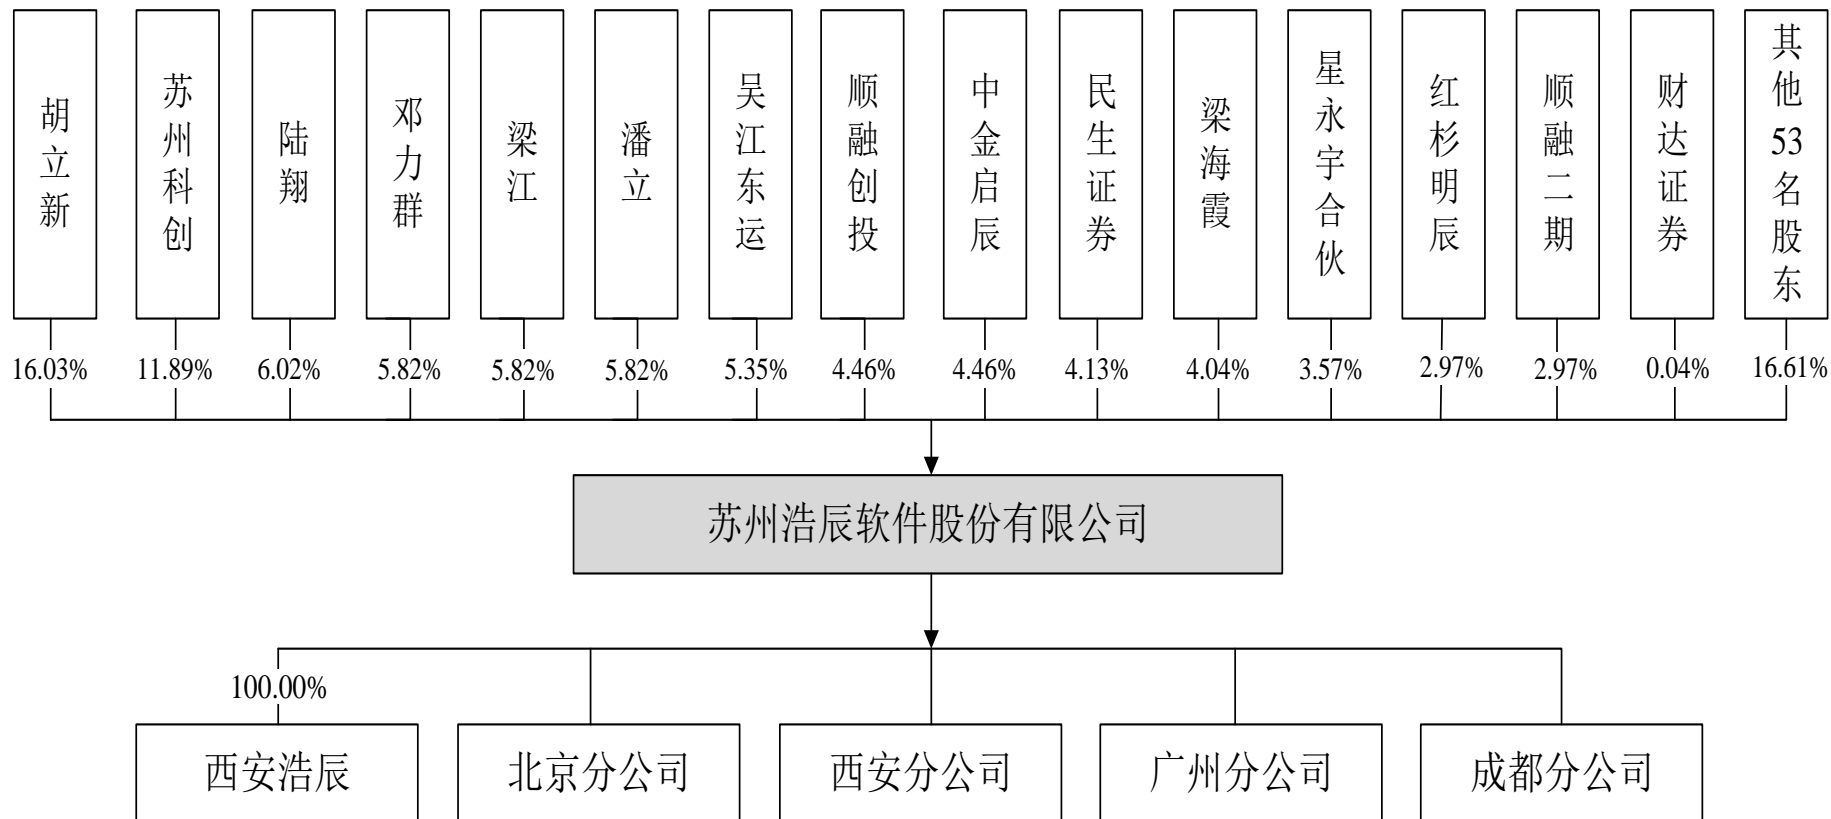 胡立新
苏州科创
陆翔
邓力群
梁江
潘立
吴江东运
顺融创投
中金启辰
民生证券
梁海霞
星永宇合伙
红杉明辰
顺融二期
财达证券
其他53名股东
16.03%
11.89%
6.02%
5.82%
5.82%
5.82%
5.35%
4.46%
4.46%
4.13%
4.04%
3.57%
2.97%
2.97%
0.04%
16.61%
苏州浩辰软件股份有限公司
100.00%
西安浩辰
北京分公司
西安分公司
广州分公司
成都分公司